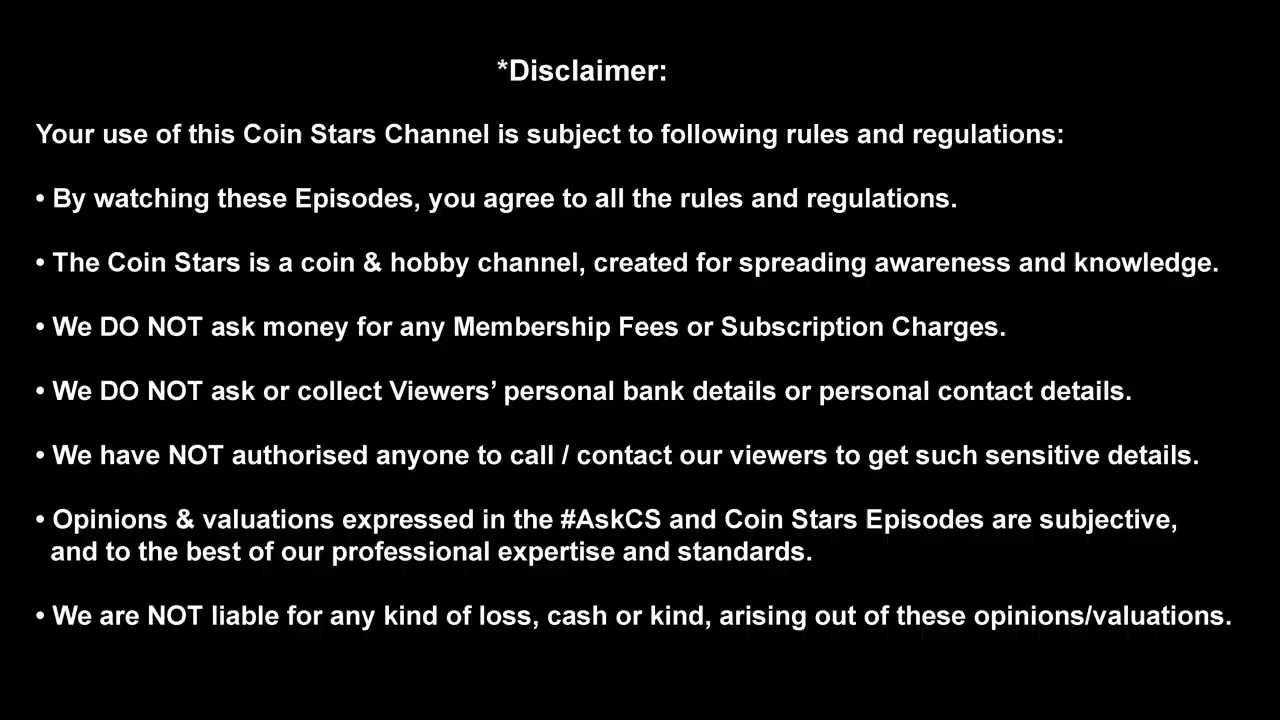 *Disclaimer:
Your use of this Coin Stars Channel is subject to following rules and regulations:
• By watching these Episodes, you agree to all the rules and regulations.
• The Coin Stars is a coin & hobby channel, created for spreading awareness and knowledge.
• We DO NOT ask money for any Membership Fees or Subscription Charges.
• We DO NOT ask or collect Viewers’ personal bank details or personal contact details.
• We have NOT authorised anyone to call / contact our viewers to get such sensitive details.
• Opinions & valuations expressed in the #AskCS and Coin Stars Episodes are subjective,
and to the best of our professional expertise and standards.
• We are NOT liable for any kind of loss, cash or kind, arising out of these opinions/valuations.